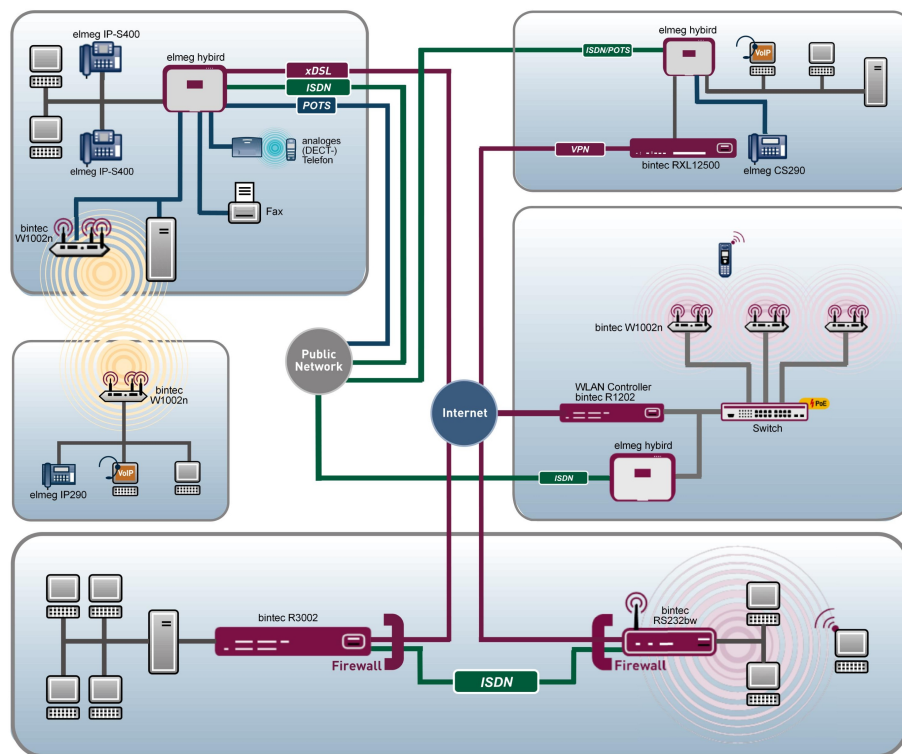 elmeg IP-S400
elmeg hybird
xDSL
ISDN
POTS
analoges
(DECT-)
Telefon
elmeg IP-S400
Fax
bintec
W1002n
ISDN/POTS
elmeg hybird
VoIP
VPN
bintec RXL12500
elmeg CS290
bintec W1002n
Public
Network
bintec
W1002n
VoIP
elmeg IP290
Internet
WLAN Controller
bintec R1202
PoE
Switch
elmeg hybird
ISDN
bintec R3002
Firewall
ISDN
bintec
RS232bw
Firewall